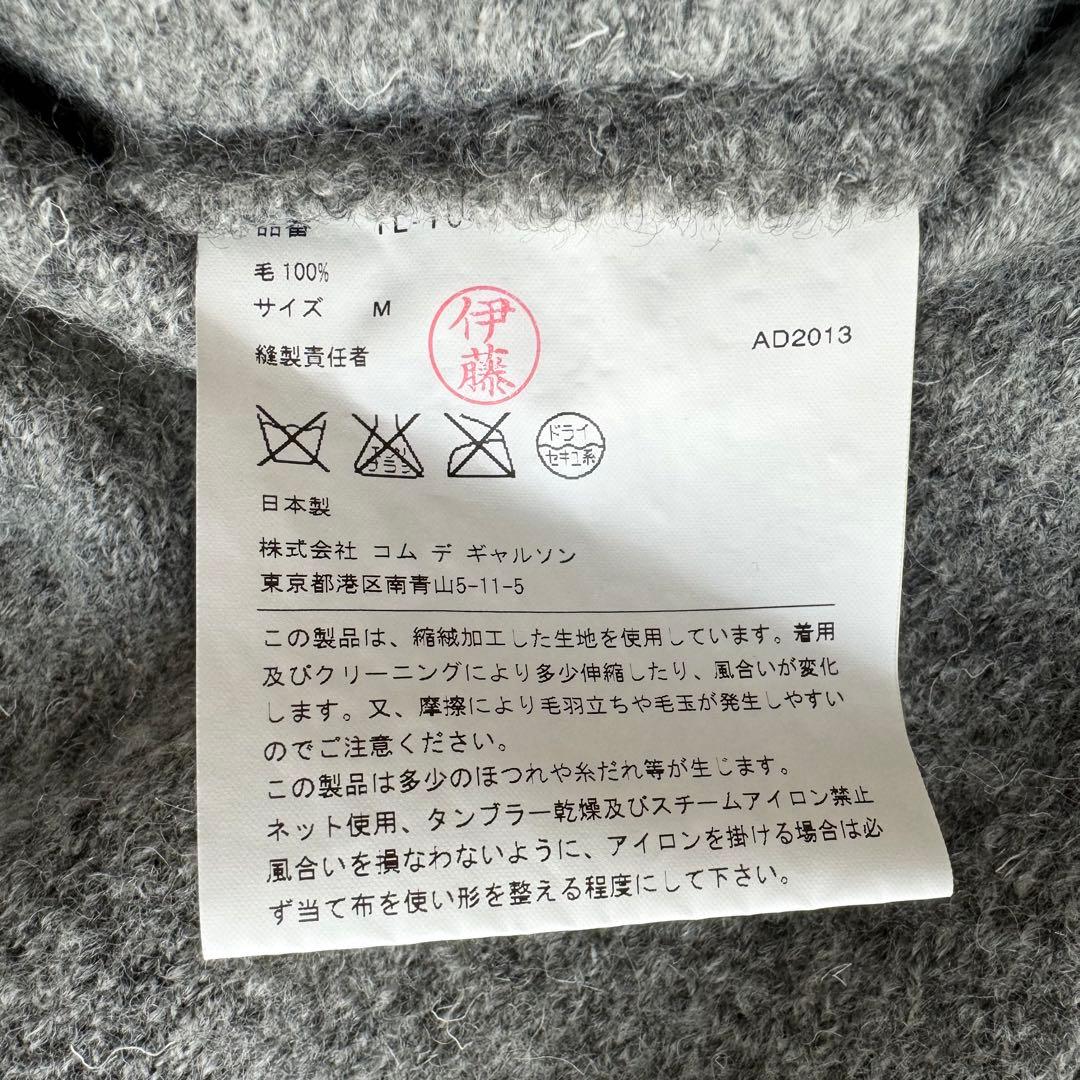 品番
毛 100%
サイズ M
伊藤
縫製責任者
AD2013
ドライ
セキユ系
日本製
株式会社 コム デ ギャルソン
東京都港区南青山5-11-5
この製品は、縮絨加工した生地を使用しています。着用
及びクリーニングにより多少伸縮したり、風合いが変化
します。又、摩擦により毛羽立ちや毛玉が発生しやすい
のでご注意ください。
この製品は多少のほつれや糸だれ等が生じます。
ネット使用、タンブラー乾燥及びスチームアイロン禁止
風合いを損なわないように、アイロンを掛ける場合は必
ず当て布を使い形を整える程度にして下さい。